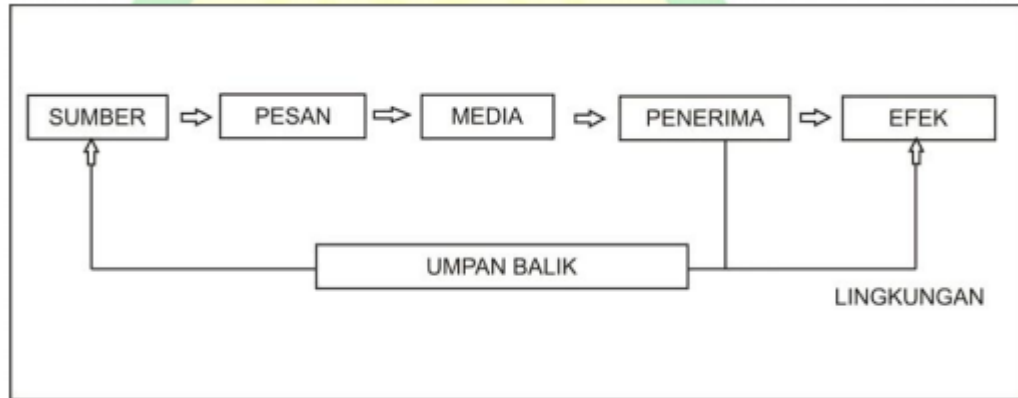 SUMBER
PESAN
MEDIA
PENERIMA
EFEK
UMPAN BALIK
LINGKUNGAN